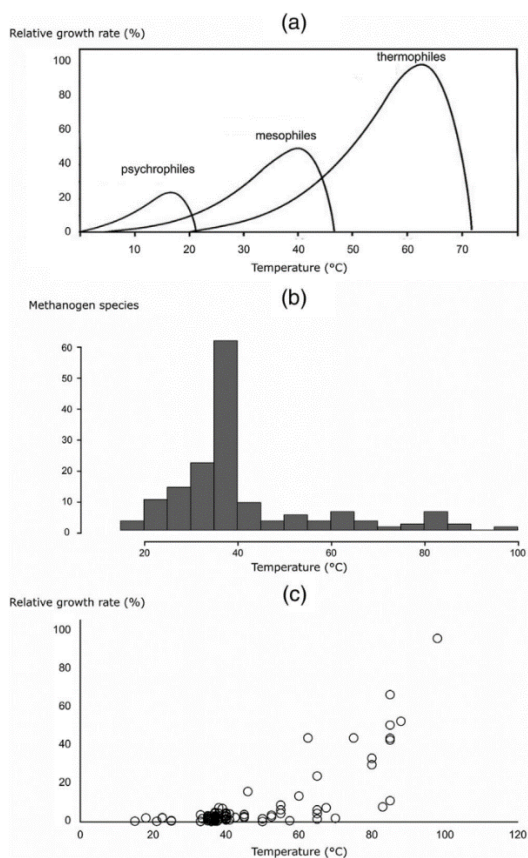 (a)
Relative growth rate (%)
100
thermophiles
80
60
mesophiles
40
psychrophiles
20
0
0 10 20 30 40 50 60 70
Temperature (°C)
(b)
Methanogen species
60
50
40
30
20
10
0
20 40 60 80 100
Temperature (°C)
(c)
Relative growth rate (%)
100
80
60
40
20
0
0 20 40 60 80 100 120
Temperature (°C)